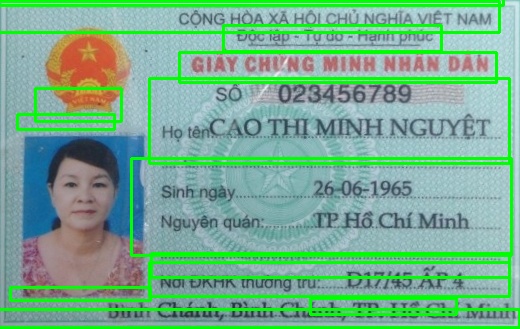 CỘNG HÒA XÃ HỘI CHỦ NGHĨA VIỆT NAM
Độc lập - Tự do - Hạnh phúc
GIẤY CHỨNG MINH NHÂN DÂN
SỐ 023456789
Họ tên CAO THỊ MINH NGUYỆT
Sinh ngày 26-06-1965
Nguyên quán: TP Hồ Chí Minh
Nơi ĐKHK thường trú: D17/45 ẤP 4
Bình Chánh, Bình Chánh, TP. Hồ Chí Minh